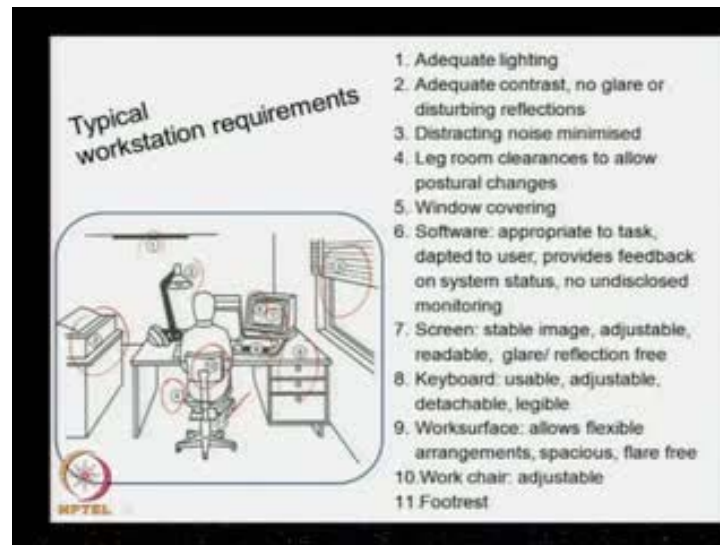 Typical
workstation requirements
1. Adequate lighting
2. Adequate contrast, no glare or
disturbing reflections
3. Distracting noise minimised
4. Leg room clearances to allow
postural changes
5. Window covering
6. Software: appropriate to task,
dapted to user, provides feedback
on system status, no undisclosed
monitoring
7. Screen: stable image, adjustable,
readable, glare/ reflection free
8. Keyboard: usable, adjustable,
detachable, legible
9. Worksurface: allows flexible
arrangements, spacious, flare free
10.Work chair: adjustable
11.Footrest
NPTEL